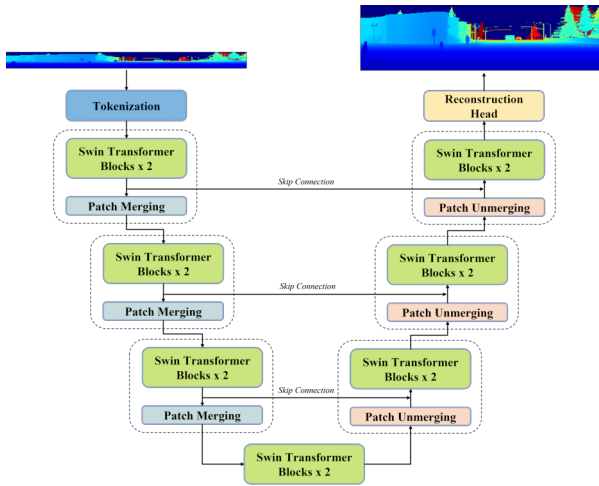 Tokenization
Reconstruction
Head
Swin Transformer
Blocks x 2
Swin Transformer
Blocks x 2
Skip Connection
Patch Merging
Patch Unmerging
Swin Transformer
Blocks x 2
Swin Transformer
Blocks x 2
Skip Connection
Patch Merging
Patch Unmerging
Swin Transformer
Blocks x 2
Swin Transformer
Blocks x 2
Skip Connection
Patch Merging
Patch Unmerging
Swin Transformer
Blocks x 2